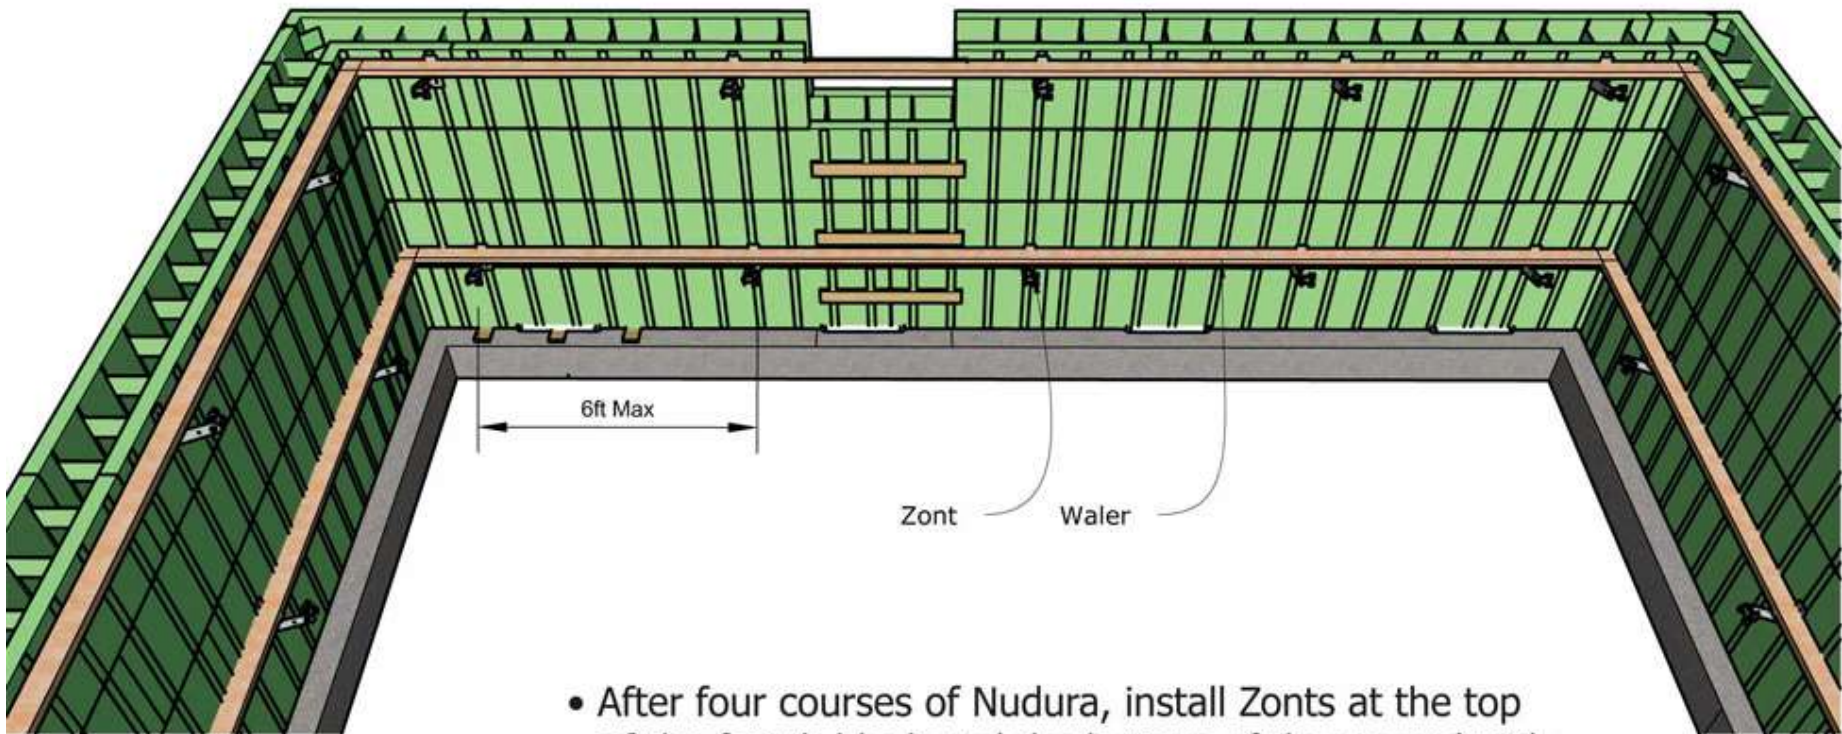 6ft Max
Zont
Waler
• After four courses of Nudura, install Zonts at the top